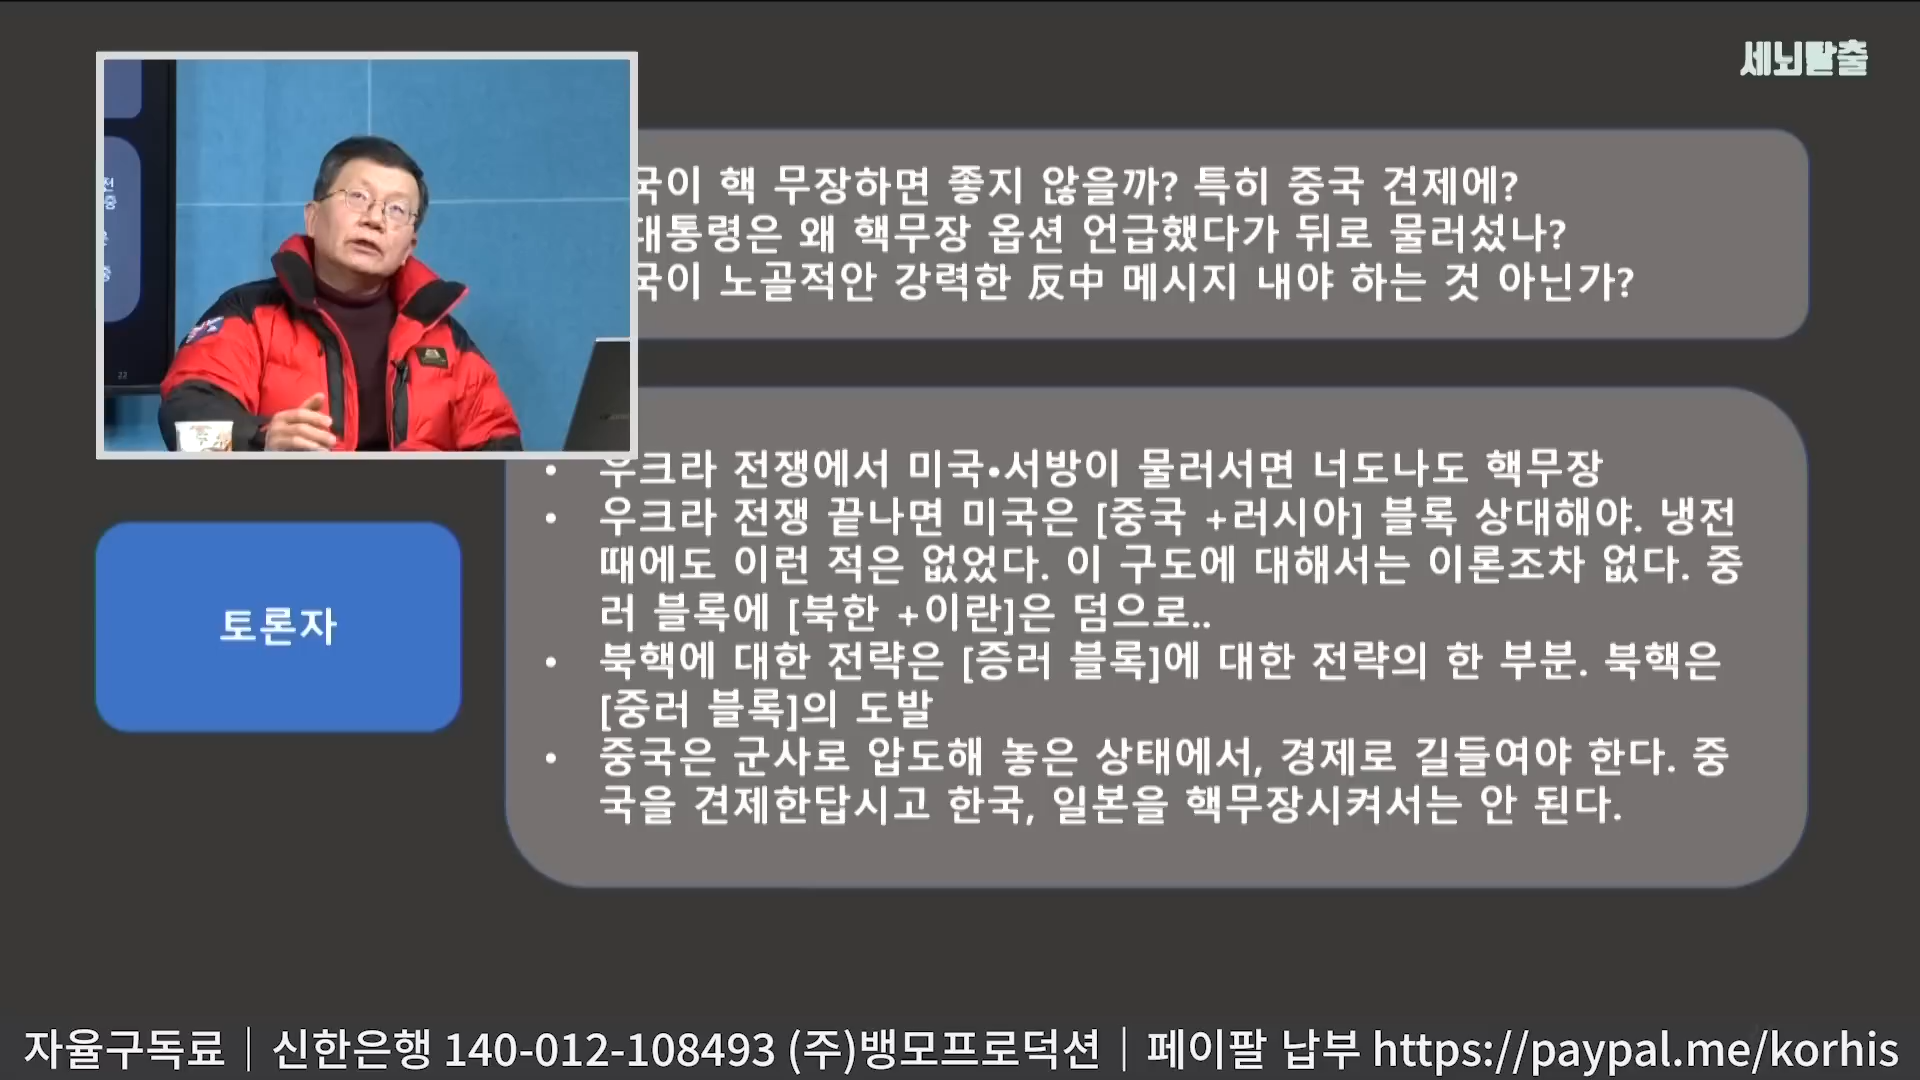 세뇌탈출
국이 핵 무장하면 좋지 않을까? 특히 중국 견제에?
대통령은 왜 핵무장 옵션 언급했다가 뒤로 물러섰나?
국이 노골적안 강력한 反中 메시지 내야 하는 것 아닌가?
토론자
• 우크라 전쟁에서 미국•서방이 물러서면 너도나도 핵무장
• 우크라 전쟁 끝나면 미국은 [중국 +러시아] 블록 상대해야. 냉전
때에도 이런 적은 없었다. 이 구도에 대해서는 이론조차 없다. 중
러 블록에 [북한 +이란]은 덤으로..
• 북핵에 대한 전략은 [증러 블록]에 대한 전략의 한 부분. 북핵은
[중러 블록]의 도발
• 중국은 군사로 압도해 놓은 상태에서, 경제로 길들여야 한다. 중
국을 견제한답시고 한국, 일본을 핵무장시켜서는 안 된다.
자율구독료 | 신한은행 140-012-108493 (주)뱅모프로덕션 | 페이팔 납부 https://paypal.me/korhis